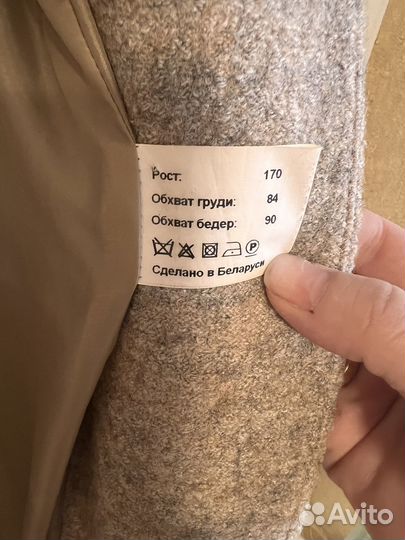 Рост: 170
Обхват груди: 84
Обхват бедер: 90
Сделано в Беларуси
Avito